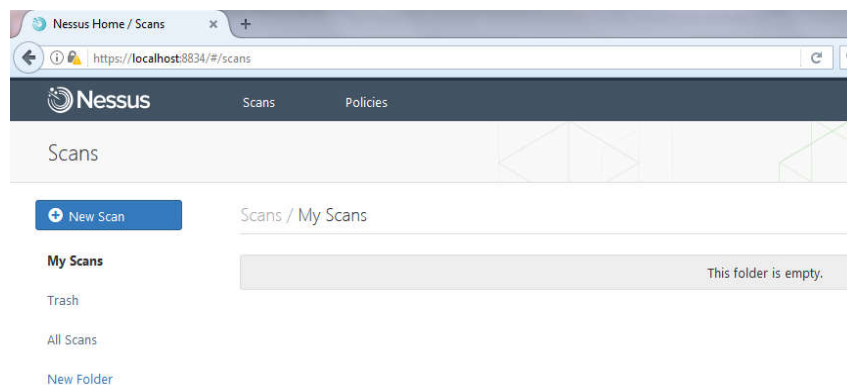 Nessus Home / Scans × +
https://localhost:8834/#/scans
Nessus Scans Policies
Scans
New Scan
Scans / My Scans
My Scans
This folder is empty.
Trash
All Scans
New Folder